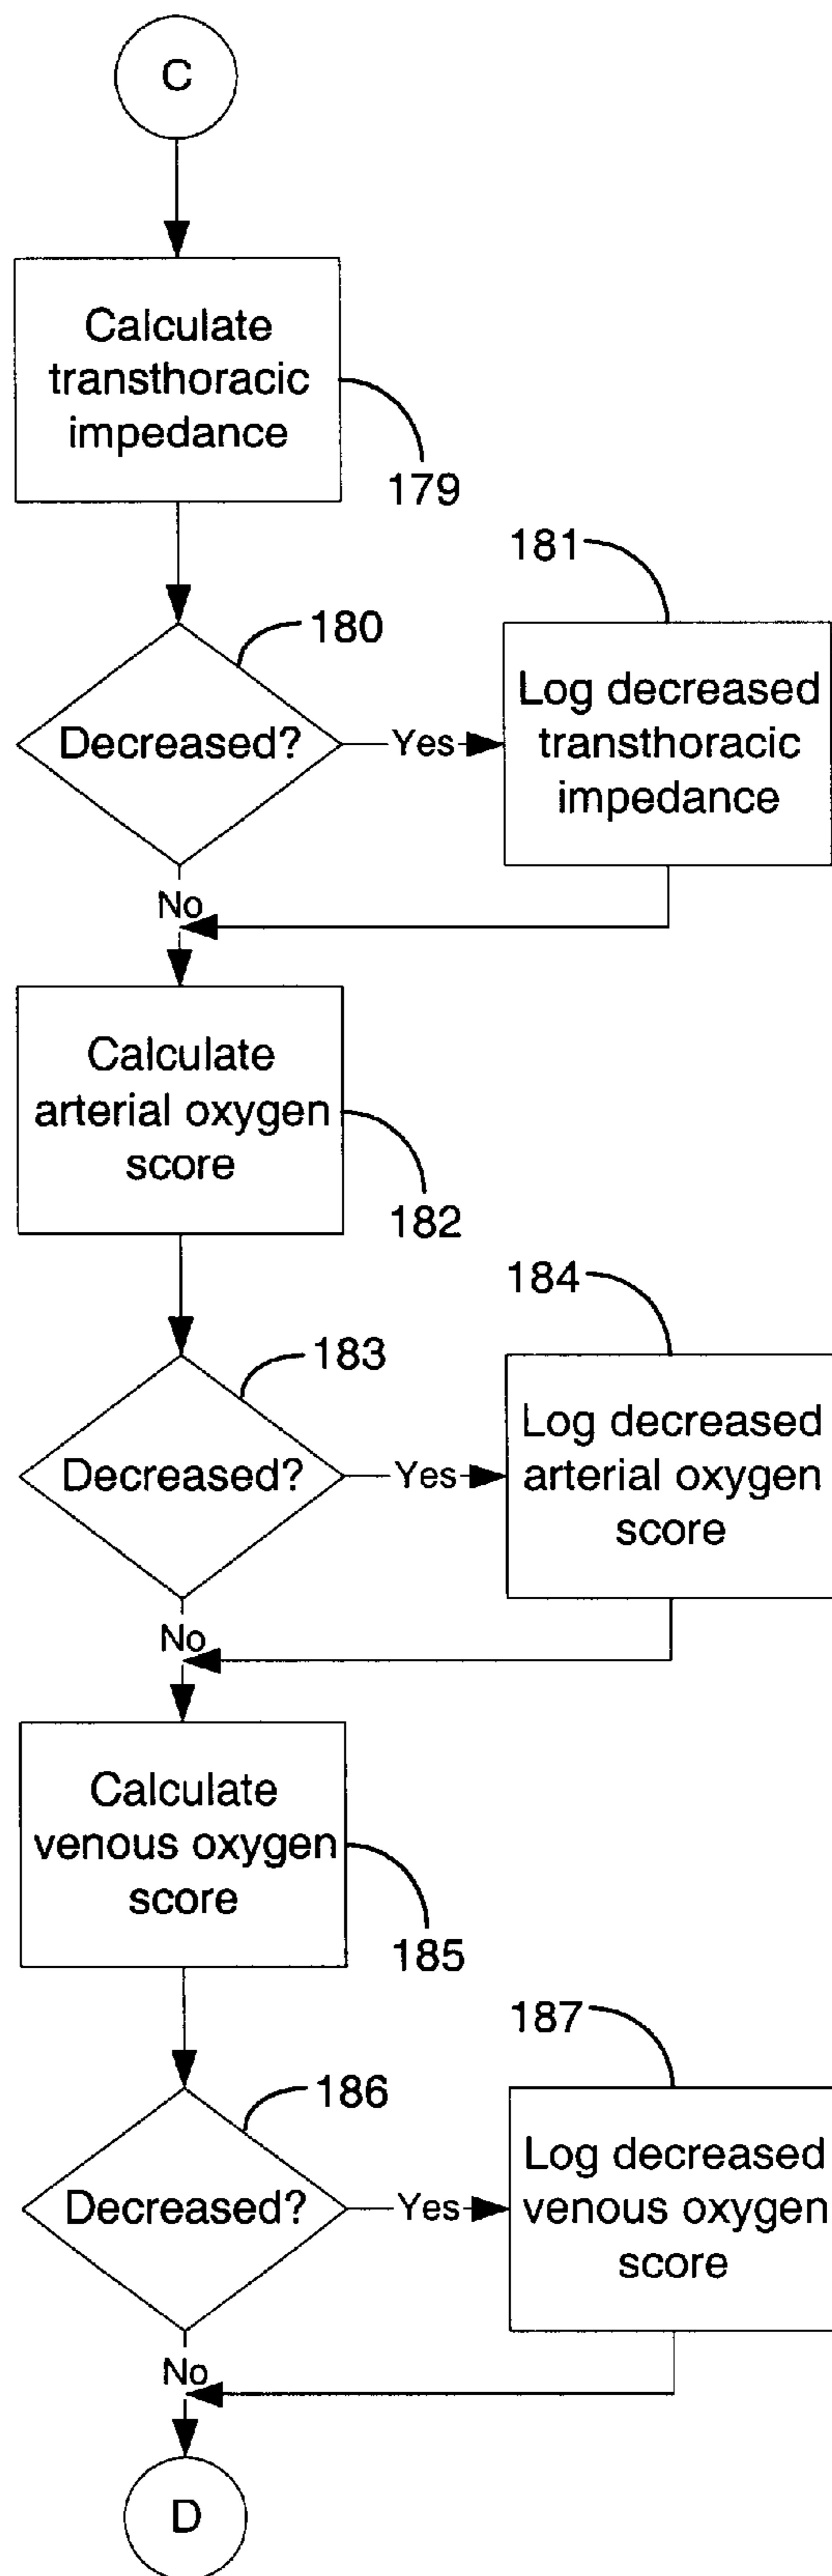 C
Calculate
transthoracic
impedance
179
181
180
Decreased?
Yes
Log decreased
transthoracic
impedance
No
Calculate
arterial oxygen
score
182
184
183
Decreased?
Yes
Log decreased
arterial oxygen
score
No
Calculate
venous oxygen
score
185
187
186
Decreased?
Yes
Log decreased
venous oxygen
score
No
D